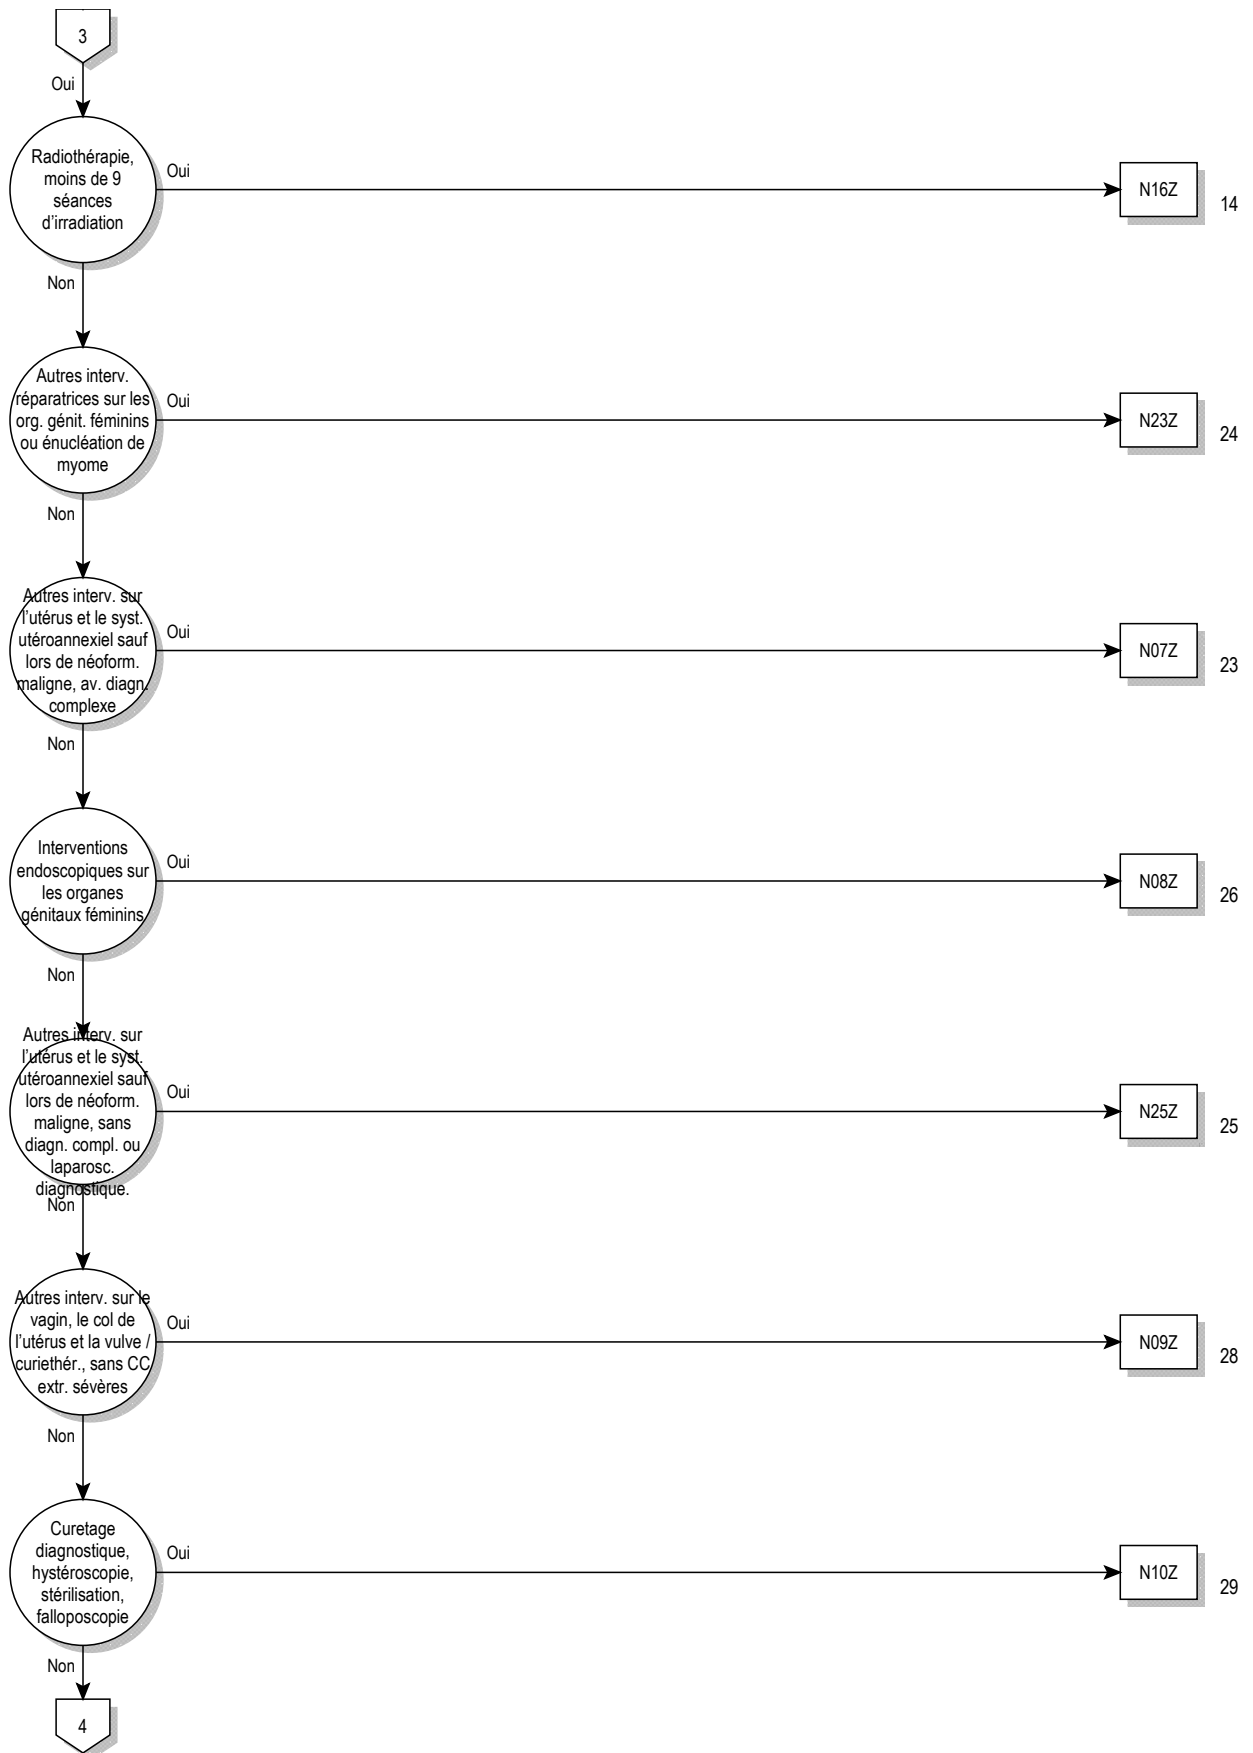 3
Oui
Radiothérapie,
moins de 9
séances
d'irradiation
Oui
N16Z
14
Non
Autres interv.
réparatrices sur les
org. génit. féminins
ou énucléation de
myome
Oui
N23Z
24
Non
Autres interv. sur
l'utérus et le syst.
utéroannexiel sauf
lors de néoform.
maligne, av. diagn.
complexe
Oui
N07Z
23
Non
Interventions
endoscopiques sur
les organes
génitaux féminins
Oui
N08Z
26
Non
Autres interv. sur
l'utérus et le syst.
utéroannexiel sauf
lors de néoform.
maligne, sans
diagn. compl. ou
laparosc.
diagnostique.
Oui
N25Z
25
Non
Autres interv. sur le
vagin, le col de
l'utérus et la vulve /
curiethér., sans CC
extr. sévères
Oui
N09Z
28
Non
Curetage
diagnostique,
hystéroscopie,
stérilisation,
falloposcopie
Oui
N10Z
29
Non
4